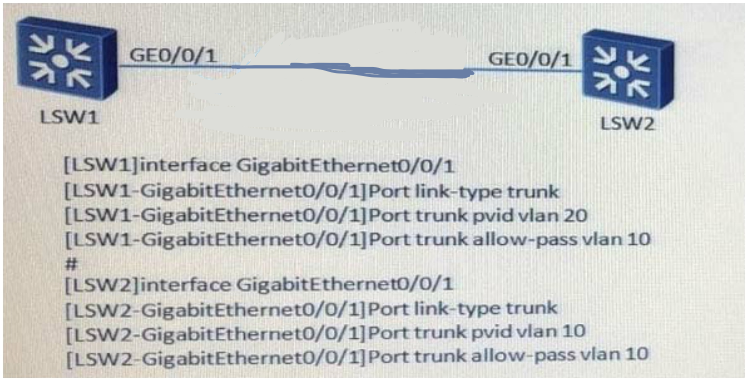 GE0/0/1
GE0/0/1
LSW1
LSW2
[LSW1]interface GigabitEthernet0/0/1
[LSW1-GigabitEthernet0/0/1]Port link-type trunk
[LSW1-GigabitEthernet0/0/1]Port trunk pvid vlan 20
[LSW1-GigabitEthernet0/0/1]Port trunk allow-pass vlan 10
#
[LSW2]interface GigabitEthernet0/0/1
[LSW2-GigabitEthernet0/0/1]Port link-type trunk
[LSW2-GigabitEthernet0/0/1]Port trunk pvid vlan 10
[LSW2-GigabitEthernet0/0/1]Port trunk allow-pass vlan 10